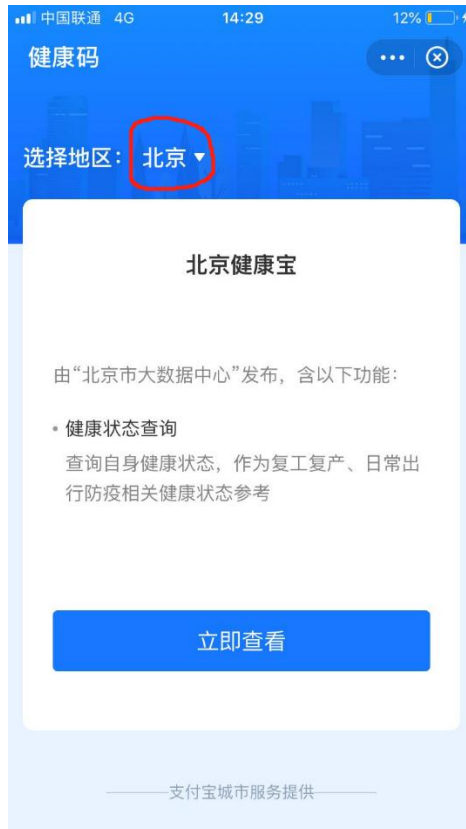 中国联通 4G 14:29 12%
健康码
选择地区： 北京
北京健康宝
由“北京市大数据中心”发布，含以下功能：
• 健康状态查询
查询自身健康状态，作为复工复产、日常出
行防疫相关健康状态参考
立即查看
支付宝城市服务提供